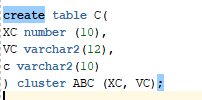 create table C(
XC number (10),
VC varchar2(12),
c varchar2(10)
) cluster ABC (XC, VC);